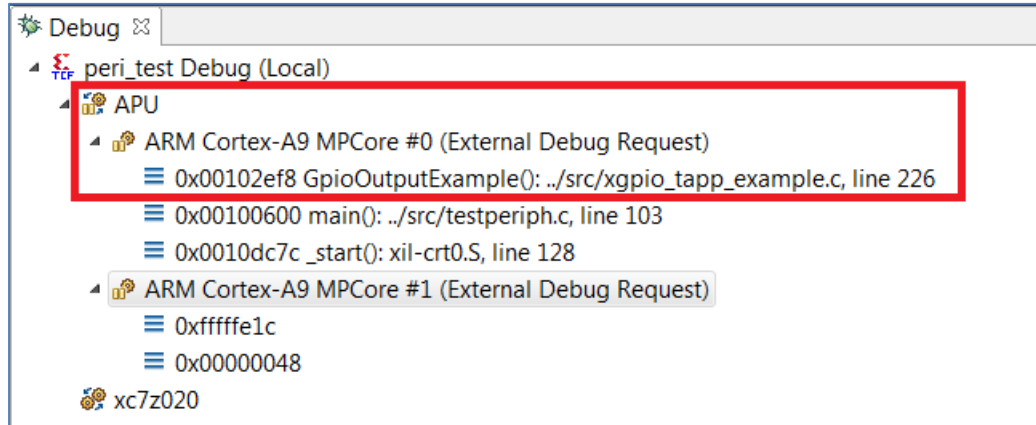 Debug
TCF peri_test Debug (Local)
APU
ARM Cortex-A9 MPCore #0 (External Debug Request)
0x00102ef8 GpioOutputExample(): ../src/xgpio_tapp_example.c, line 226
0x00100600 main(): ../src/testperiph.c, line 103
0x0010dc7c _start(): xil-crt0.S, line 128
ARM Cortex-A9 MPCore #1 (External Debug Request)
0xfffffe1c
0x00000048
xc7z020